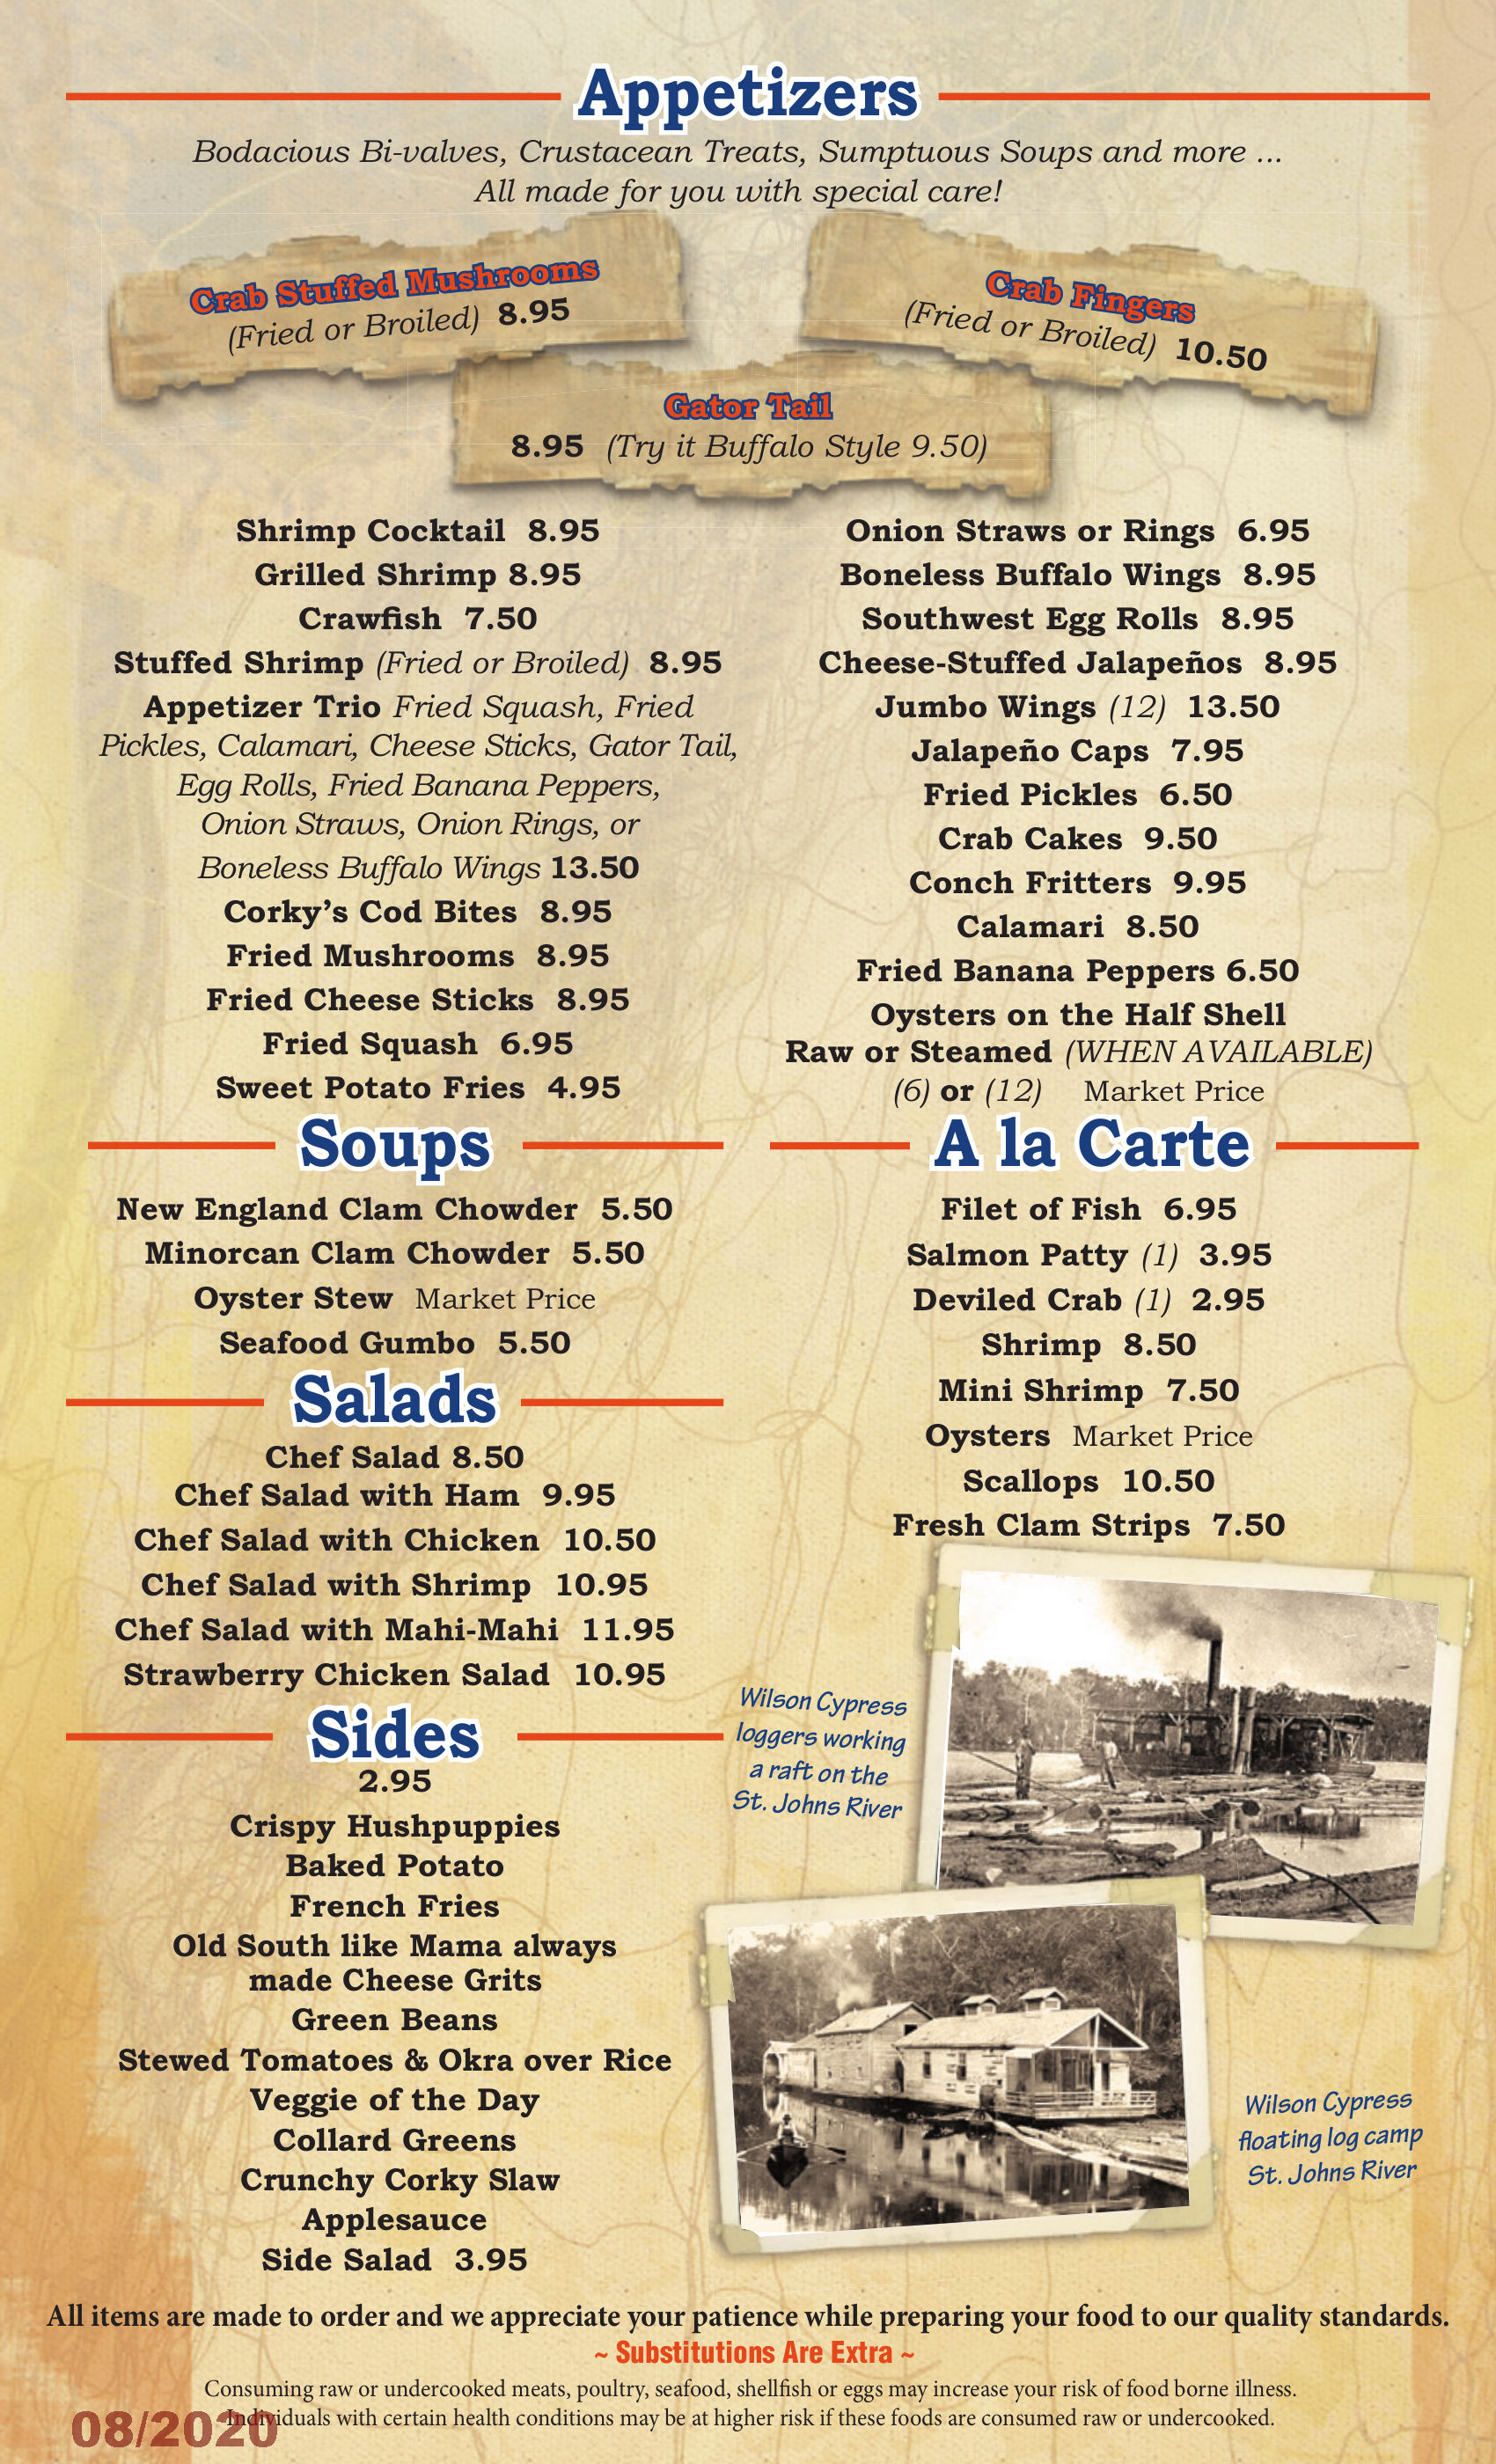 Appetizers
Bodacious Bi-valves, Crustacean Treats, Sumptuous Soups and more ...
All made for you with special care!
Crab Stuffed Mushrooms
(Fried or Broiled) 8.95
Crab Fingers
(Fried or Broiled) 10.50
Gator Tail
8.95 (Try it Buffalo Style 9.50)
Shrimp Cocktail 8.95
Grilled Shrimp 8.95
Crawfish 7.50
Stuffed Shrimp (Fried or Broiled) 8.95
Appetizer Trio Fried Squash, Fried
Pickles, Calamari, Cheese Sticks, Gator Tail,
Egg Rolls, Fried Banana Peppers,
Onion Straws, Onion Rings, or
Boneless Buffalo Wings 13.50
Corky's Cod Bites 8.95
Fried Mushrooms 8.95
Fried Cheese Sticks 8.95
Fried Squash 6.95
Sweet Potato Fries 4.95
Onion Straws or Rings 6.95
Boneless Buffalo Wings 8.95
Southwest Egg Rolls 8.95
Cheese-Stuffed Jalapeños 8.95
Jumbo Wings (12) 13.50
Jalapeño Caps 7.95
Fried Pickles 6.50
Crab Cakes 9.50
Conch Fritters 9.95
Calamari 8.50
Fried Banana Peppers 6.50
Oysters on the Half Shell
Raw or Steamed (WHEN AVAILABLE)
(6) or (12) Market Price
Soups
New England Clam Chowder 5.50
Minorcan Clam Chowder 5.50
Oyster Stew Market Price
Seafood Gumbo 5.50
Salads
Chef Salad 8.50
Chef Salad with Ham 9.95
Chef Salad with Chicken 10.50
Chef Salad with Shrimp 10.95
Chef Salad with Mahi-Mahi 11.95
Strawberry Chicken Salad 10.95
Sides
2.95
Crispy Hushpuppies
Baked Potato
French Fries
Old South like Mama always
made Cheese Grits
Green Beans
Stewed Tomatoes & Okra over Rice
Veggie of the Day
Collard Greens
Crunchy Corky Slaw
Applesauce
Side Salad 3.95
A la Carte
Filet of Fish 6.95
Salmon Patty (1) 3.95
Deviled Crab (1) 2.95
Shrimp 8.50
Mini Shrimp 7.50
Oysters Market Price
Scallops 10.50
Fresh Clam Strips 7.50
Wilson Cypress
loggers working
a raft on the
St. Johns River
Wilson Cypress
floating log camp
St. Johns River
All items are made to order and we appreciate your patience while preparing your food to our quality standards.
~ Substitutions Are Extra ~
Consuming raw or undercooked meats, poultry, seafood, shellfish or eggs may increase your risk of food borne illness.
Individuals with certain health conditions may be at higher risk if these foods are consumed raw or undercooked.
08/2020